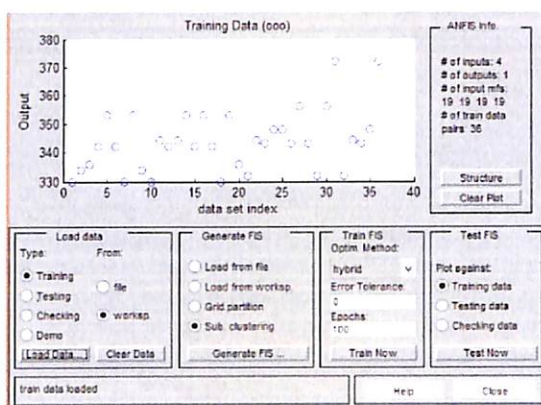 Training Data (ooo)
380
370
360
350
340
330
Output
0
5
10
15
20
25
30
35
40
data set index
ANFIS Info.
# of inputs: 4
# of outputs: 1
# of input mfs:
19 19 19 19
# of train data
pairs: 36
Structure
Clear Plot
Load data
Type:
From:
Training
Testing
Checking
Demo
file
worksp.
Load Data...
Clear Data
Generate FIS
Load from file
Load from worksp.
Grid partition
Sub. clustering
Generate FIS ...
Train FIS
Optim. Method:
hybrid
Error Tolerance:
0
Epochs:
100
Train Now
Test FIS
Plot against:
Training data
Testing data
Checking data
Test Now
train data loaded
Help
Close